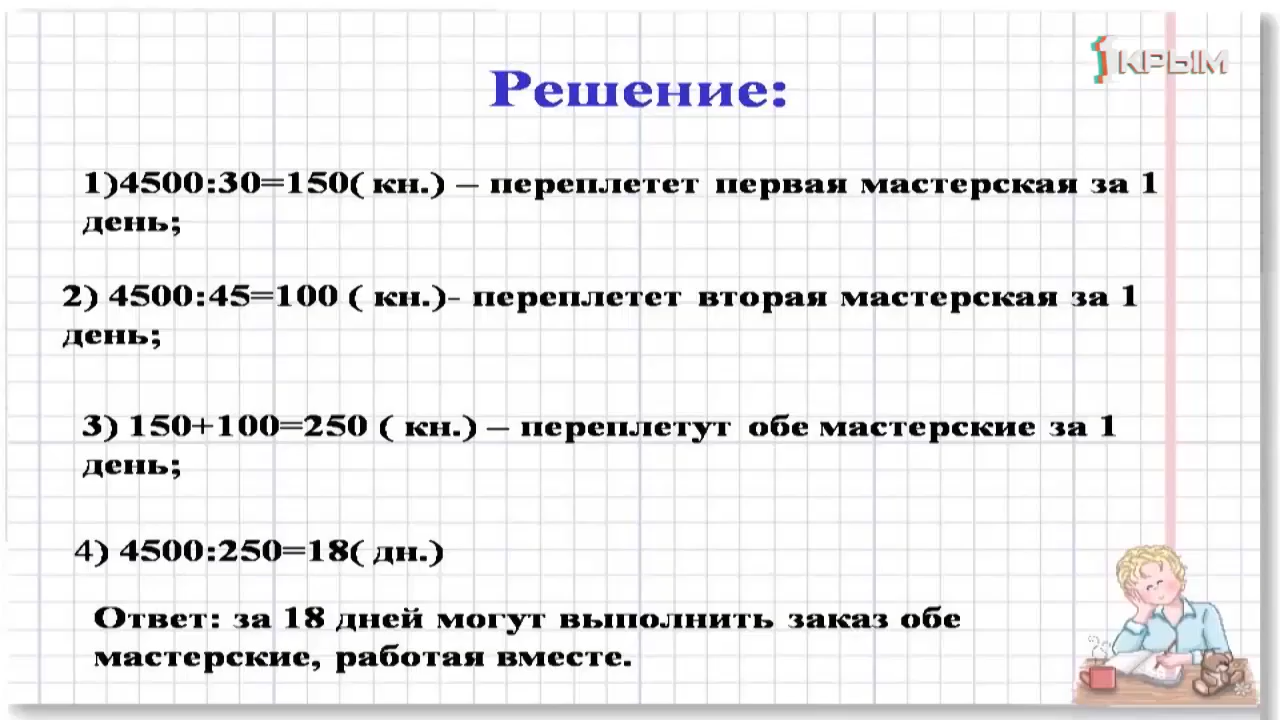 1КРЫМ
Решение:
1)4500:30=150( кн.) – переплетет первая мастерская за 1
день;
2) 4500:45=100 ( кн.)- переплетет вторая мастерская за 1
день;
3) 150+100=250 ( кн.) – переплетут обе мастерские за 1
день;
4) 4500:250=18( дн.)
Ответ: за 18 дней могут выполнить заказ обе
мастерские, работая вместе.